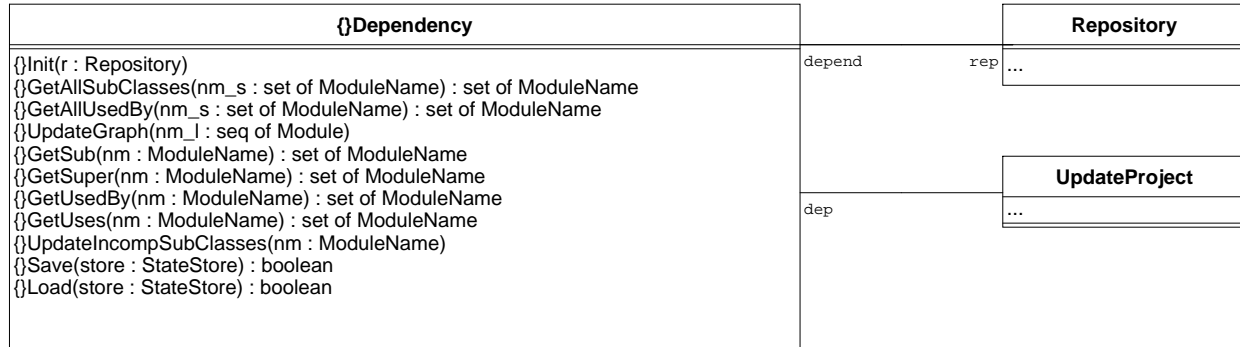 {}Dependency
{}Init(r : Repository)
{}GetAllSubClasses(nm_s : set of ModuleName) : set of ModuleName
{}GetAllUsedBy(nm_s : set of ModuleName) : set of ModuleName
{}UpdateGraph(nm_l : seq of Module)
{}GetSub(nm : ModuleName) : set of ModuleName
{}GetSuper(nm : ModuleName) : set of ModuleName
{}GetUsedBy(nm : ModuleName) : set of ModuleName
{}GetUses(nm : ModuleName) : set of ModuleName
{}UpdateIncompSubClasses(nm : ModuleName)
{}Save(store : StateStore) : boolean
{}Load(store : StateStore) : boolean
depend rep
Repository
...
dep
UpdateProject
...